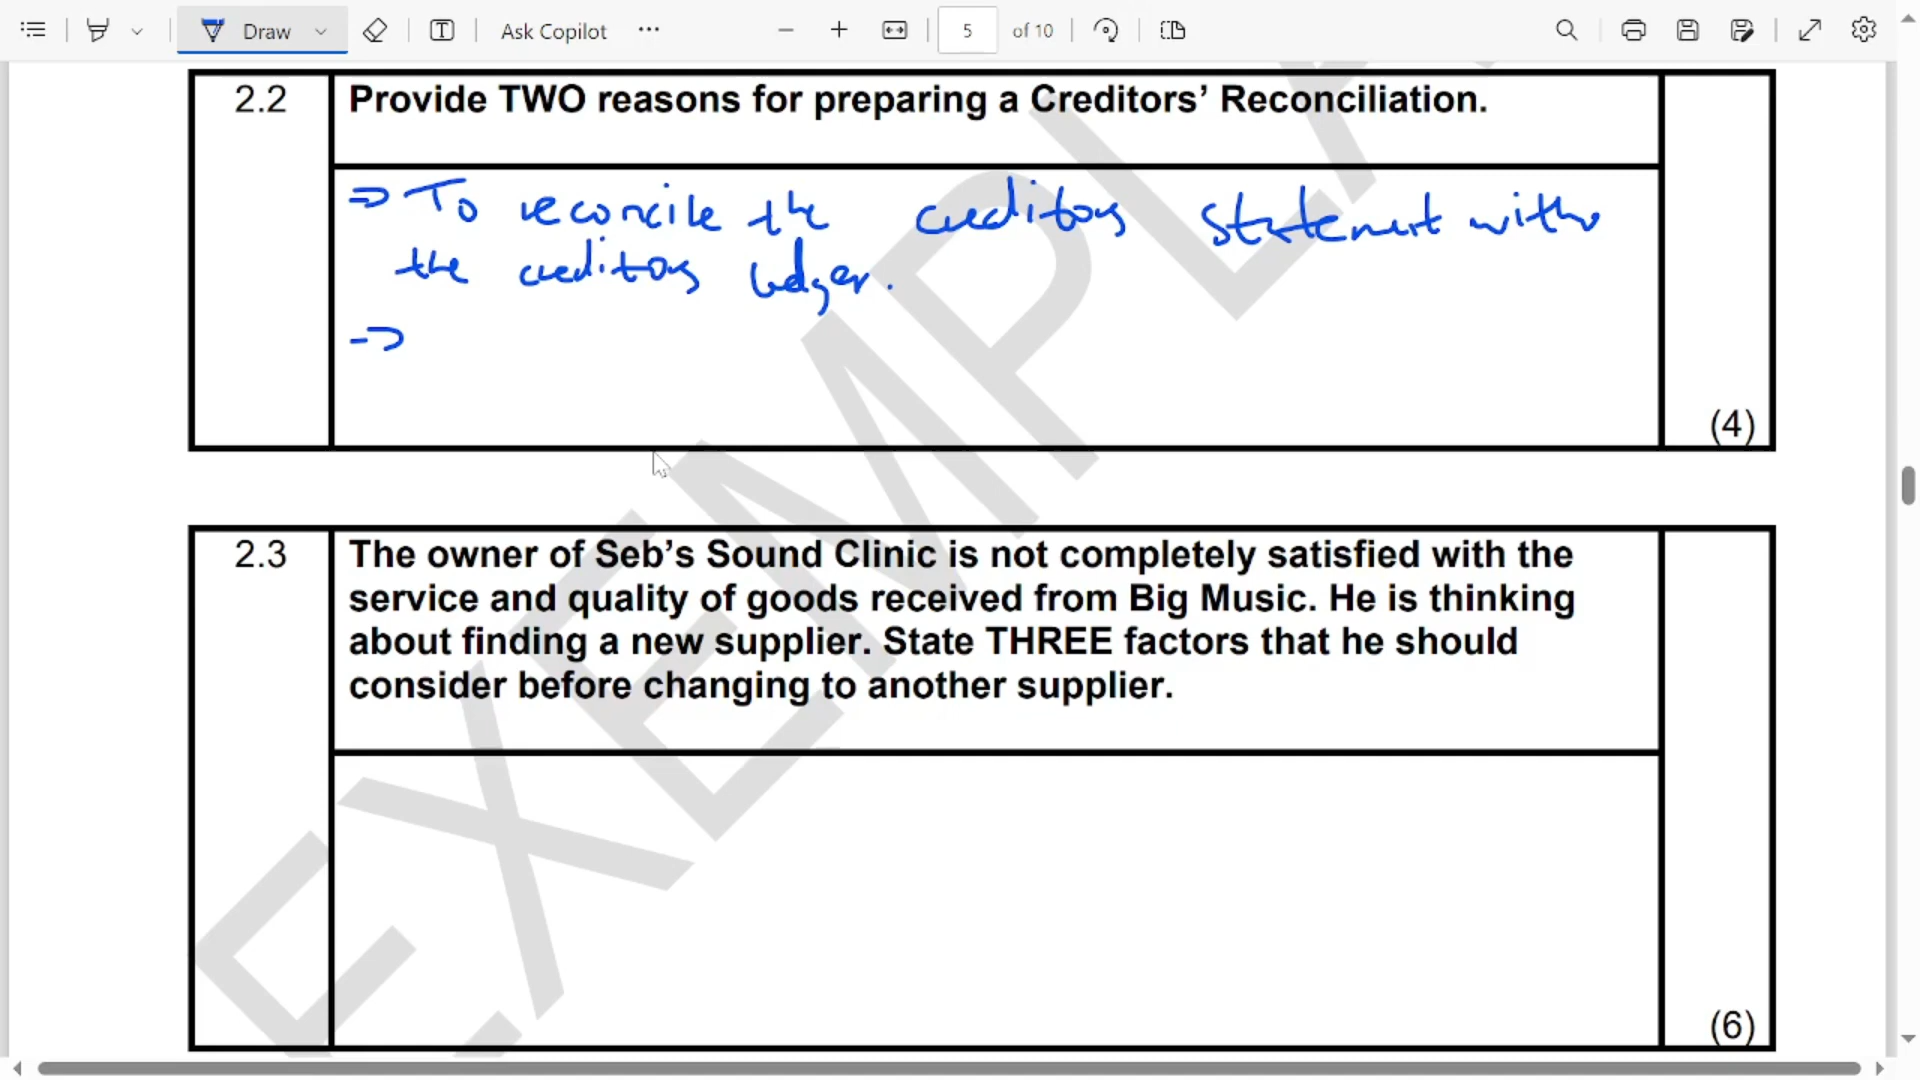 Draw
Ask Copilot
5
of 10
2.2
Provide TWO reasons for preparing a Creditors’ Reconciliation.
⇒ To reconcile the creditors statement with
the creditors ledger.
⇒
(4)
2.3
The owner of Seb’s Sound Clinic is not completely satisfied with the
service and quality of goods received from Big Music. He is thinking
about finding a new supplier. State THREE factors that he should
consider before changing to another supplier.
(6)
EXEMPLA